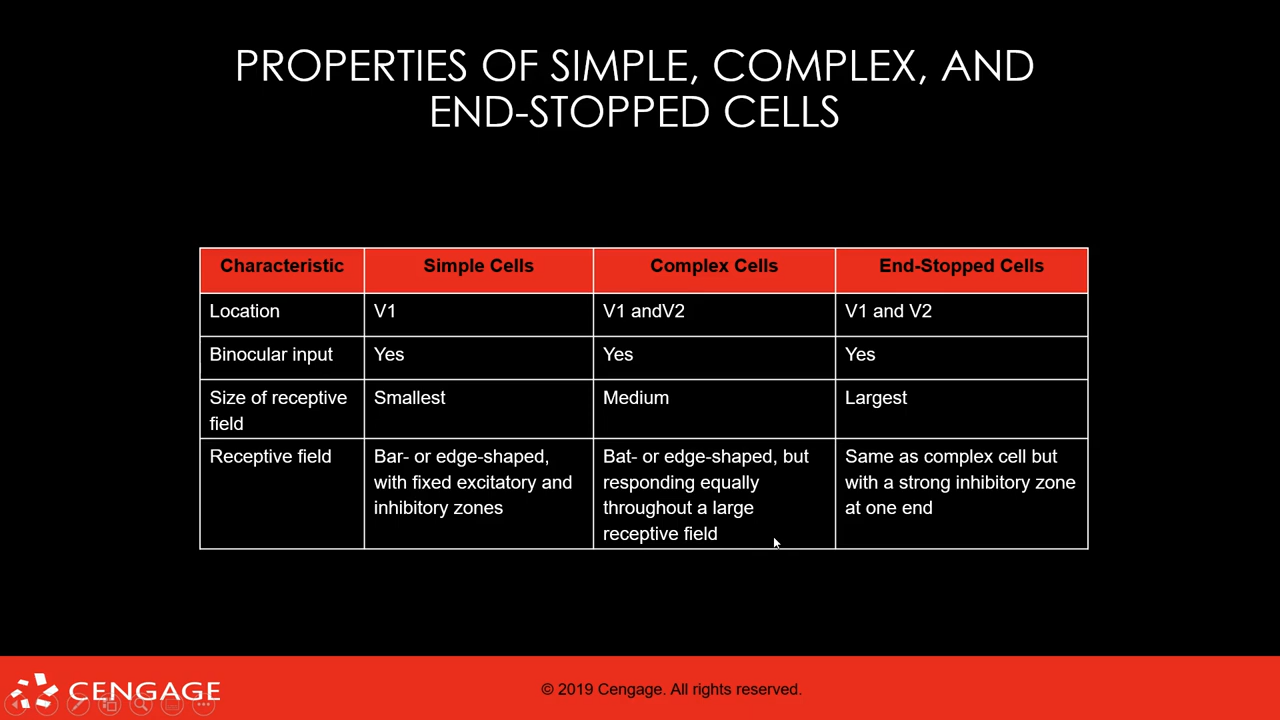 PROPERTIES OF SIMPLE, COMPLEX, AND
END-STOPPED CELLS
Characteristic
Simple Cells
Complex Cells
End-Stopped Cells
Location
V1
V1 andV2
V1 and V2
Binocular input
Yes
Yes
Yes
Size of receptive
field
Smallest
Medium
Largest
Receptive field
Bar- or edge-shaped,
with fixed excitatory and
inhibitory zones
Bat- or edge-shaped, but
responding equally
throughout a large
receptive field
Same as complex cell but
with a strong inhibitory zone
at one end
CENGAGE
© 2019 Cengage. All rights reserved.